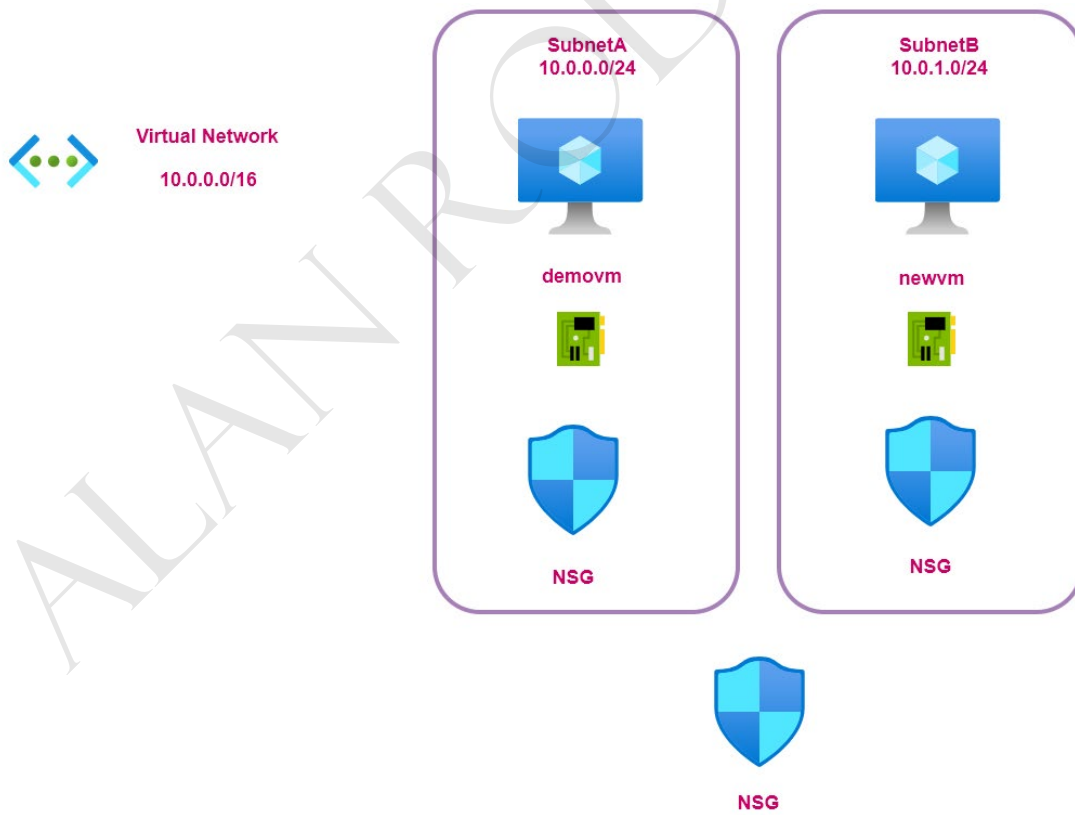 Virtual Network
10.0.0.0/16
SubnetA
10.0.0.0/24
demovm
NSG
SubnetB
10.0.1.0/24
newvm
NSG
NSG
ALAN RO